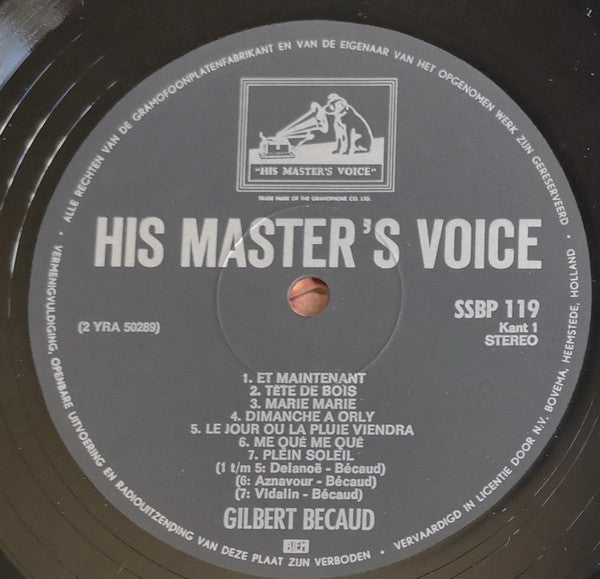 ALLE RECHTEN VAN DE GRAMOFOONPLATENFABRIKANT EN VAN DE EIGENAAR VAN HET OPGENOMEN WERK ZIJN GERESERVEERD •
"HIS MASTER'S VOICE"
TRADE MARK OF THE GRAMOPHONE CO. LTD.
HIS MASTER'S VOICE
SSBP 119
(2 YRA 50289)
Kant 1
STEREO
1. ET MAINTENANT
2. TÊTE DE BOIS
3. MARIE MARIE
4. DIMANCHE A ORLY
5. LE JOUR OU LA PLUIE VIENDRA
6. ME QUÉ ME QUÉ
7. PLEIN SOLEIL
(1 t/m 5: Delanoë - Bécaud)
(6: Aznavour - Bécaud)
(7: Vidalin - Bécaud)
GILBERT BECAUD
BIEM
• VERMENIGVULDIGING, OPENBARE UITVOERING EN RADIOUITZENDING VAN DEZE PLAAT ZIJN VERBODEN •
VERVAARDIGD IN LICENTIE DOOR N.V. BOVEMA, HEEMSTEDE, HOLLAND